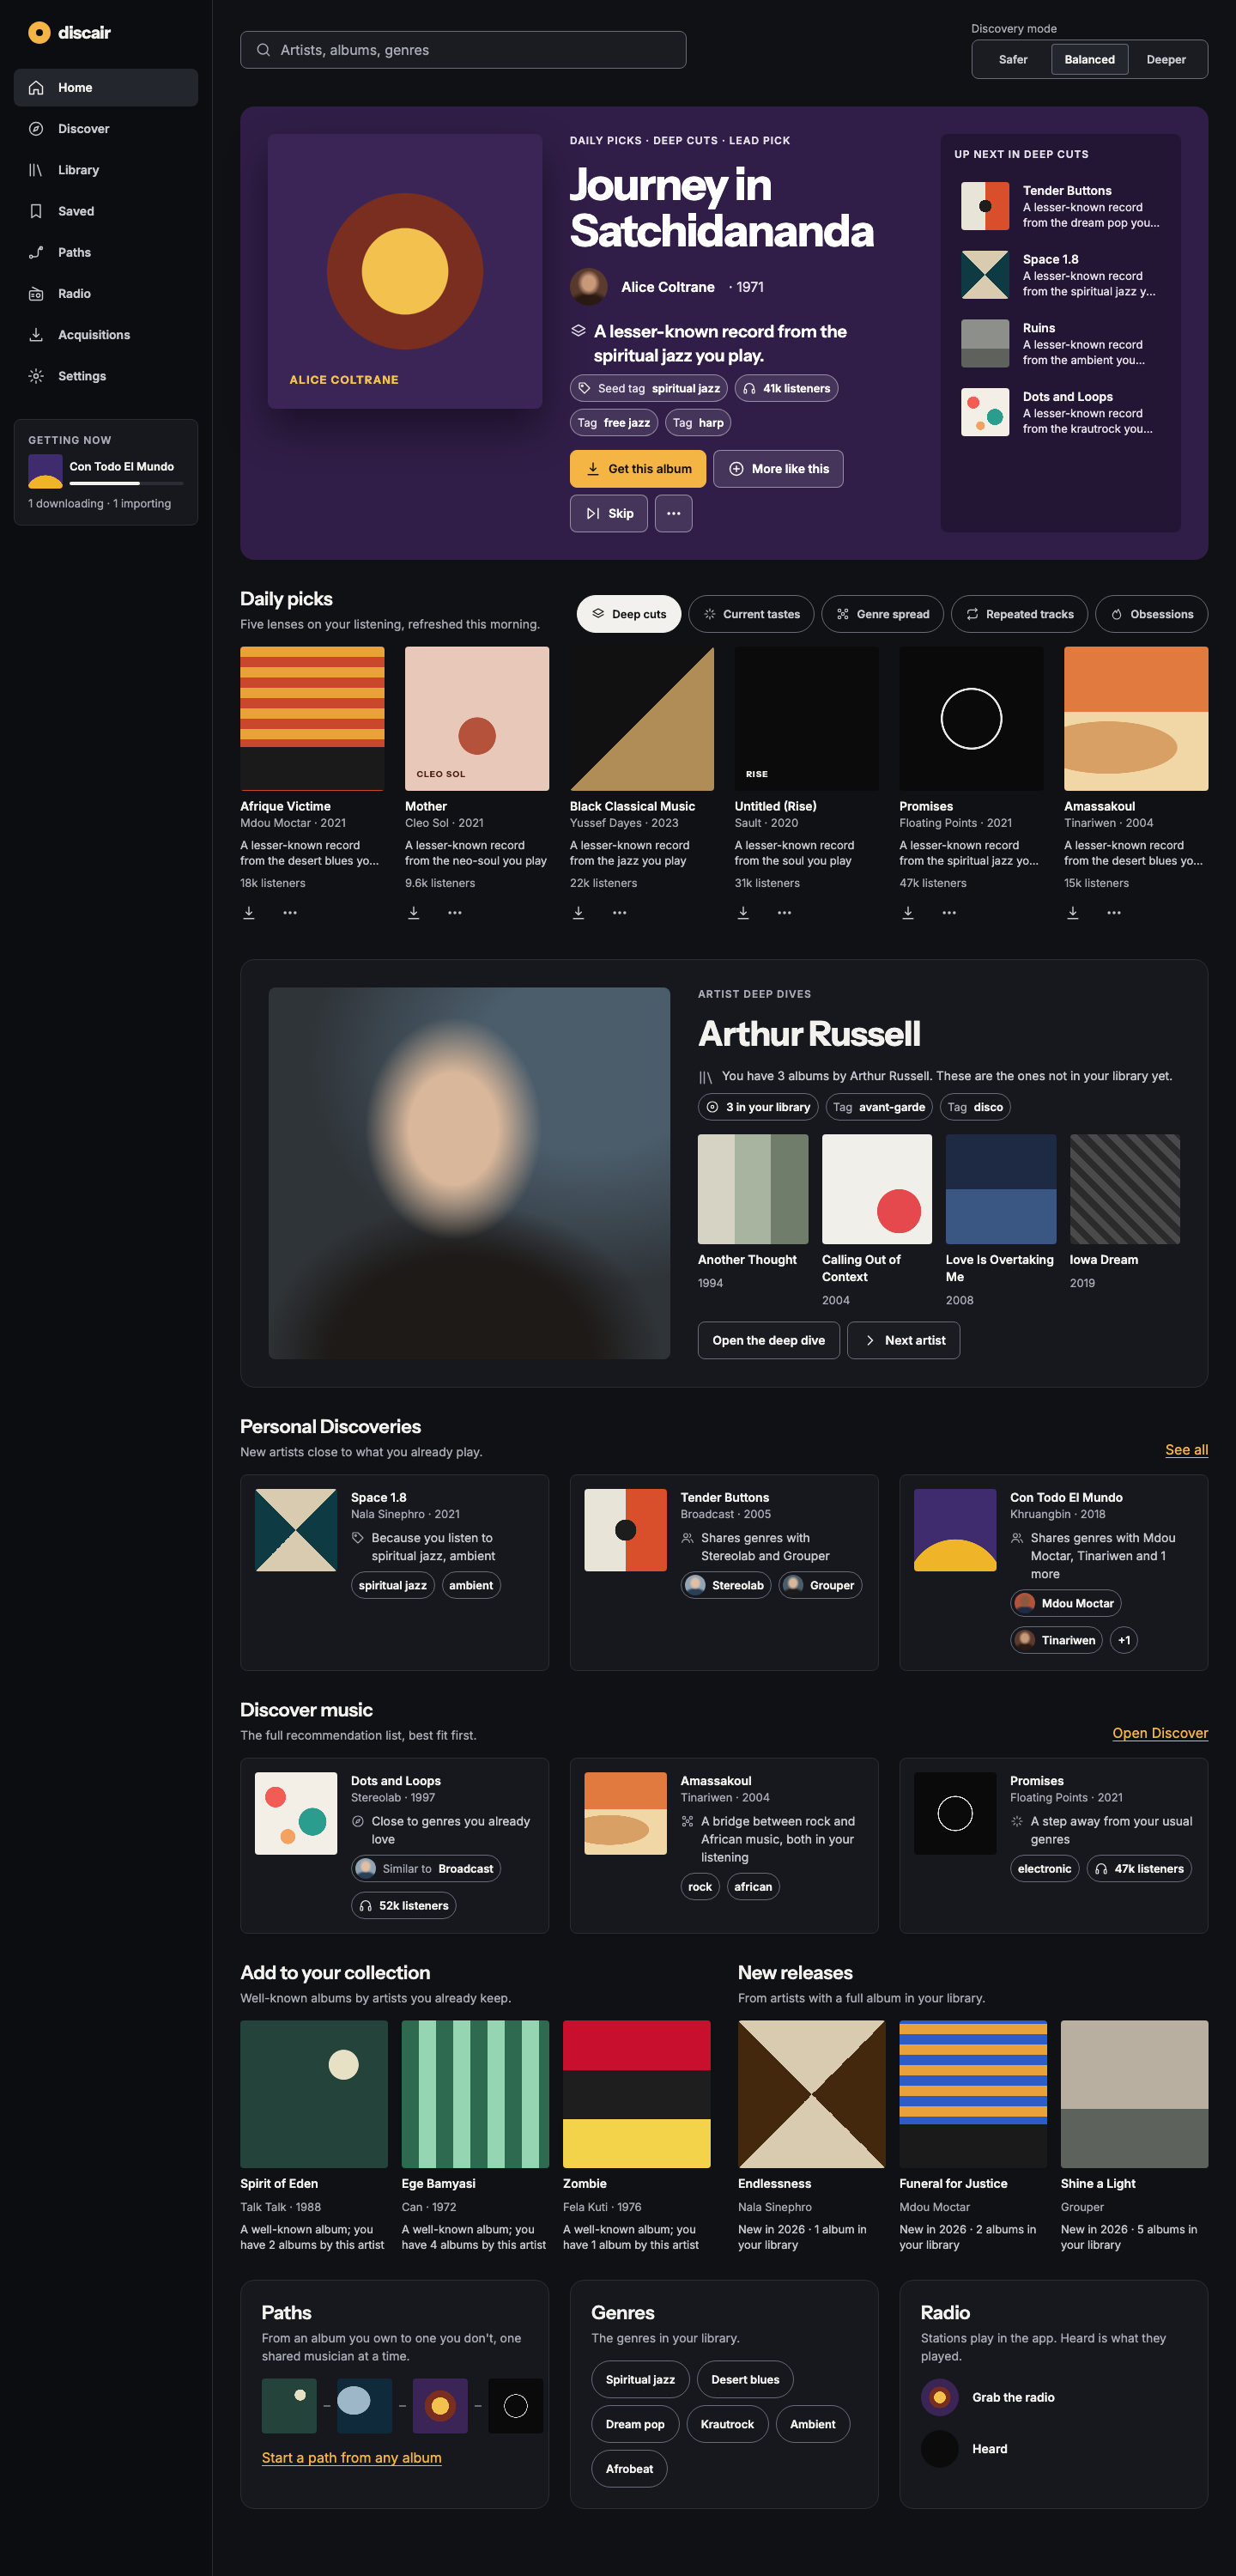 discair
Home
Discover
Library
Saved
Paths
Radio
Acquisitions
Settings
GETTING NOW
Con Todo El Mundo
1 downloading · 1 importing
Artists, albums, genres
Discovery mode
Safer
Balanced
Deeper
ALICE COLTRANE
DAILY PICKS · DEEP CUTS · LEAD PICK
Journey in
Satchidananda
Alice Coltrane · 1971
A lesser-known record from the
spiritual jazz you play.
Seed tag spiritual jazz
41k listeners
Tag free jazz
Tag harp
Get this album
More like this
Skip
UP NEXT IN DEEP CUTS
Tender Buttons
A lesser-known record
from the dream pop you...
Space 1.8
A lesser-known record
from the spiritual jazz y...
Ruins
A lesser-known record
from the ambient you...
Dots and Loops
A lesser-known record
from the krautrock you...
Daily picks
Five lenses on your listening, refreshed this morning.
Deep cuts
Current tastes
Genre spread
Repeated tracks
Obsessions
Afrique Victime
Mdou Moctar · 2021
A lesser-known record
from the desert blues yo...
18k listeners
CLEO SOL
Mother
Cleo Sol · 2021
A lesser-known record
from the neo-soul you play
9.6k listeners
Black Classical Music
Yussef Dayes · 2023
A lesser-known record
from the jazz you play
22k listeners
RISE
Untitled (Rise)
Sault · 2020
A lesser-known record
from the soul you play
31k listeners
Promises
Floating Points · 2021
A lesser-known record
from the spiritual jazz yo...
47k listeners
Amassakoul
Tinariwen · 2004
A lesser-known record
from the desert blues yo...
15k listeners
ARTIST DEEP DIVES
Arthur Russell
You have 3 albums by Arthur Russell. These are the ones not in your library yet.
3 in your library
Tag avant-garde
Tag disco
Another Thought
1994
Calling Out of
Context
2004
Love Is Overtaking
Me
2008
Iowa Dream
2019
Open the deep dive
Next artist
Personal Discoveries
New artists close to what you already play.
See all
Space 1.8
Nala Sinephro · 2021
Because you listen to
spiritual jazz, ambient
spiritual jazz
ambient
Tender Buttons
Broadcast · 2005
Shares genres with
Stereolab and Grouper
Stereolab
Grouper
Con Todo El Mundo
Khruangbin · 2018
Shares genres with Mdou
Moctar, Tinariwen and 1
more
Mdou Moctar
Tinariwen
+1
Discover music
The full recommendation list, best fit first.
Open Discover
Dots and Loops
Stereolab · 1997
Close to genres you already
love
Similar to Broadcast
52k listeners
Amassakoul
Tinariwen · 2004
A bridge between rock and
African music, both in your
listening
rock
african
Promises
Floating Points · 2021
A step away from your usual
genres
electronic
47k listeners
Add to your collection
Well-known albums by artists you already keep.
Spirit of Eden
Talk Talk · 1988
A well-known album; you
have 2 albums by this artist
Ege Bamyasi
Can · 1972
A well-known album; you
have 4 albums by this artist
Zombie
Fela Kuti · 1976
A well-known album; you
have 1 album by this artist
New releases
From artists with a full album in your library.
Endlessness
Nala Sinephro
New in 2026 · 1 album in
your library
Funeral for Justice
Mdou Moctar
New in 2026 · 2 albums in
your library
Shine a Light
Grouper
New in 2026 · 5 albums in
your library
Paths
From an album you own to one you don't, one
shared musician at a time.
Start a path from any album
Genres
The genres in your library.
Spiritual jazz
Desert blues
Dream pop
Krautrock
Ambient
Afrobeat
Radio
Stations play in the app. Heard is what they
played.
Grab the radio
Heard